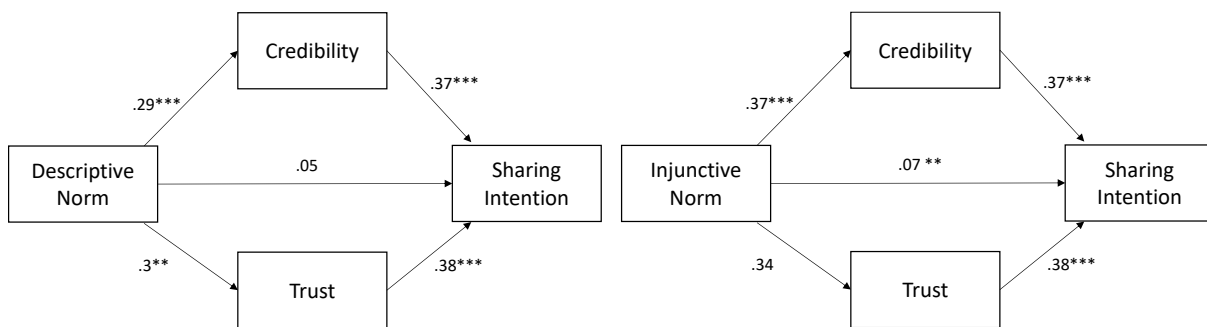 Credibility
.29***
.37***
Descriptive
Norm
.05
Sharing
Intention
.3**
.38***
Trust
Credibility
.37***
.37***
Injunctive
Norm
.07 **
Sharing
Intention
.34
.38***
Trust